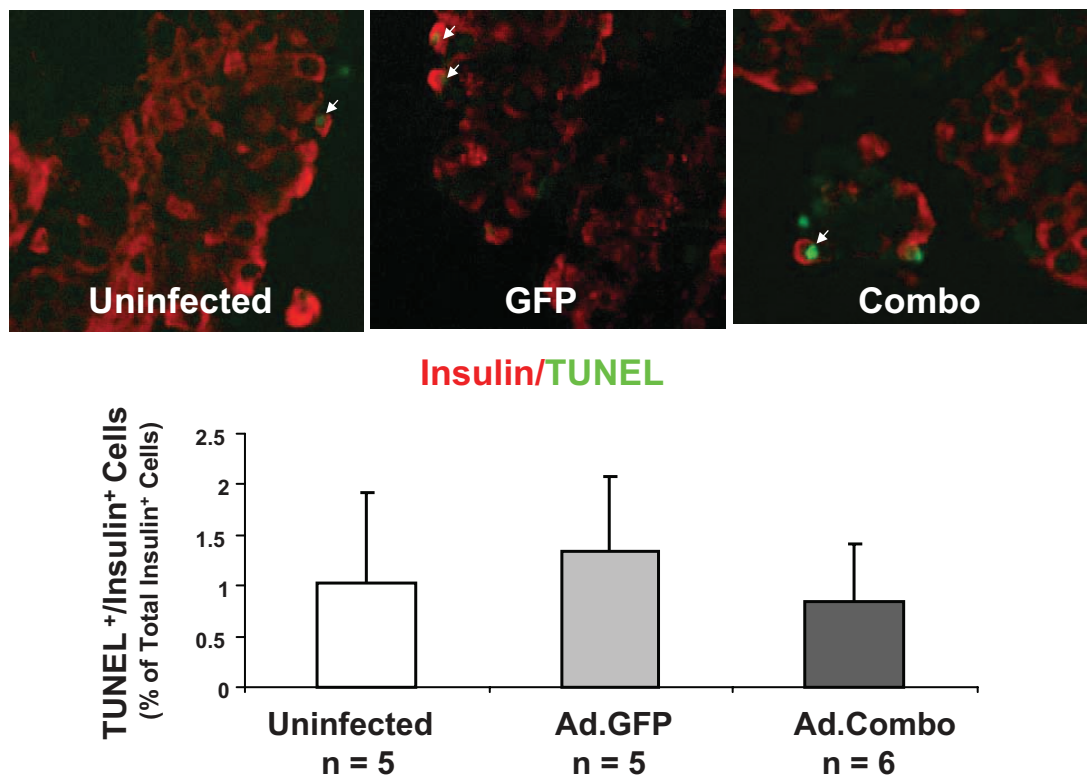 Uninfected
GFP
Combo
Insulin/TUNEL
TUNEL +/Insulin+ Cells
(% of Total Insulin+ Cells)
2.5
2
1.5
1
0.5
0
Uninfected
n = 5
Ad.GFP
n = 5
Ad.Combo
n = 6